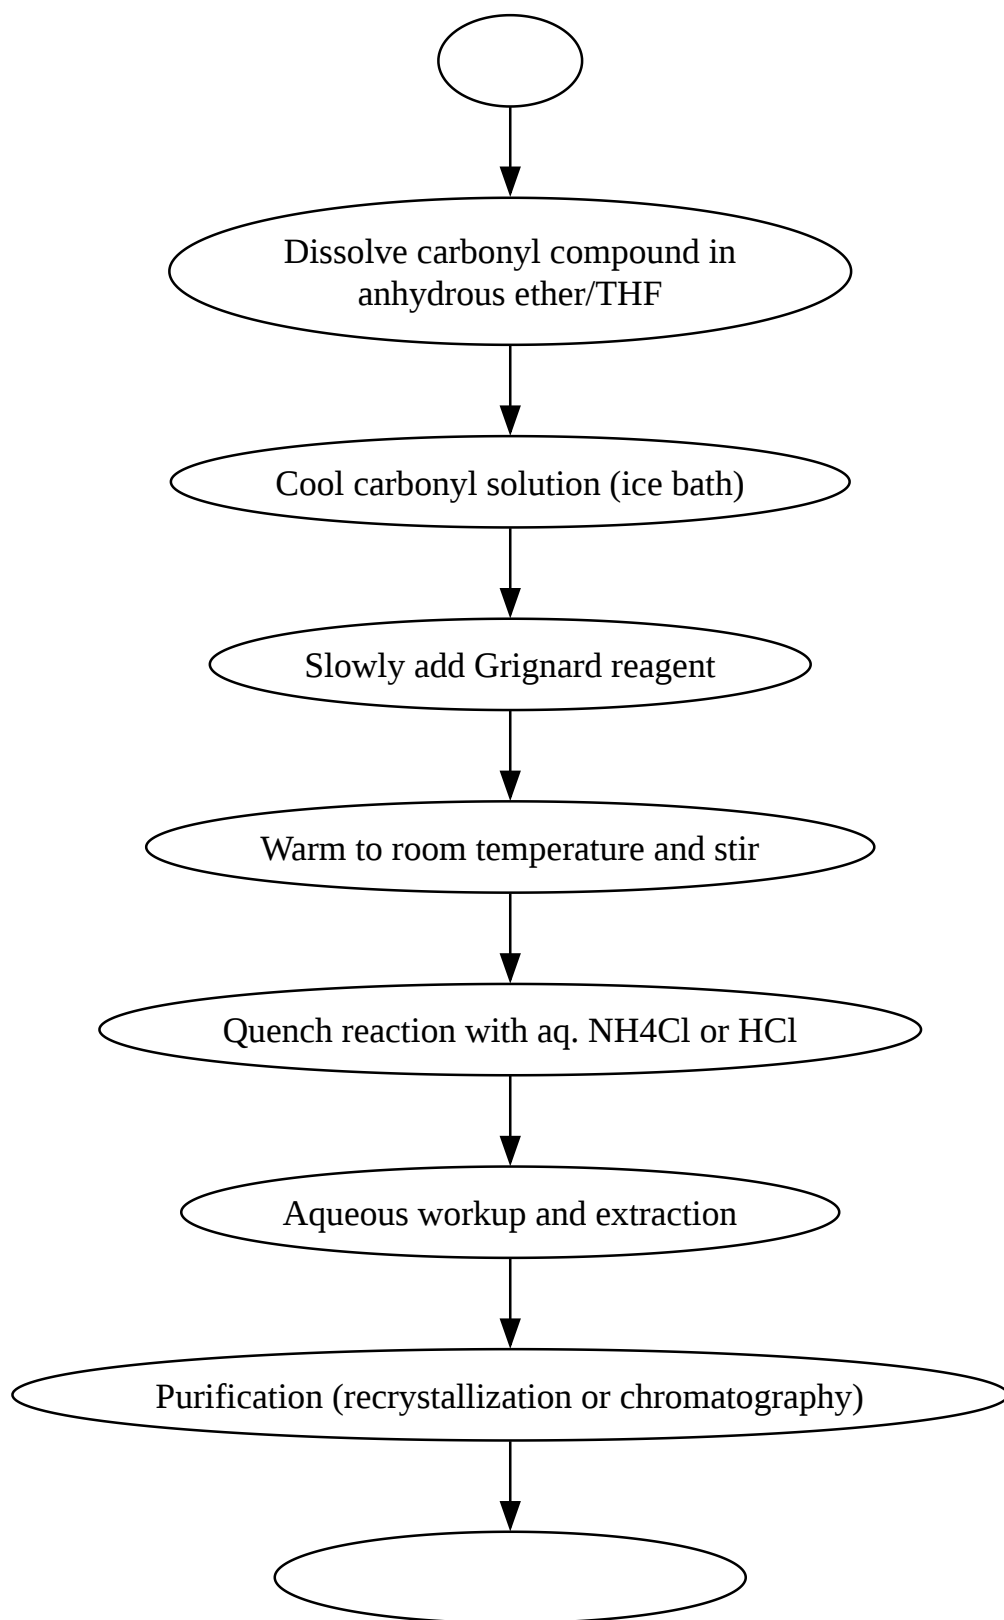 Dissolve carbonyl compound in
anhydrous ether/THF
Cool carbonyl solution (ice bath)
Slowly add Grignard reagent
Warm to room temperature and stir
Quench reaction with aq. NH4Cl or HCl
Aqueous workup and extraction
Purification (recrystallization or chromatography)